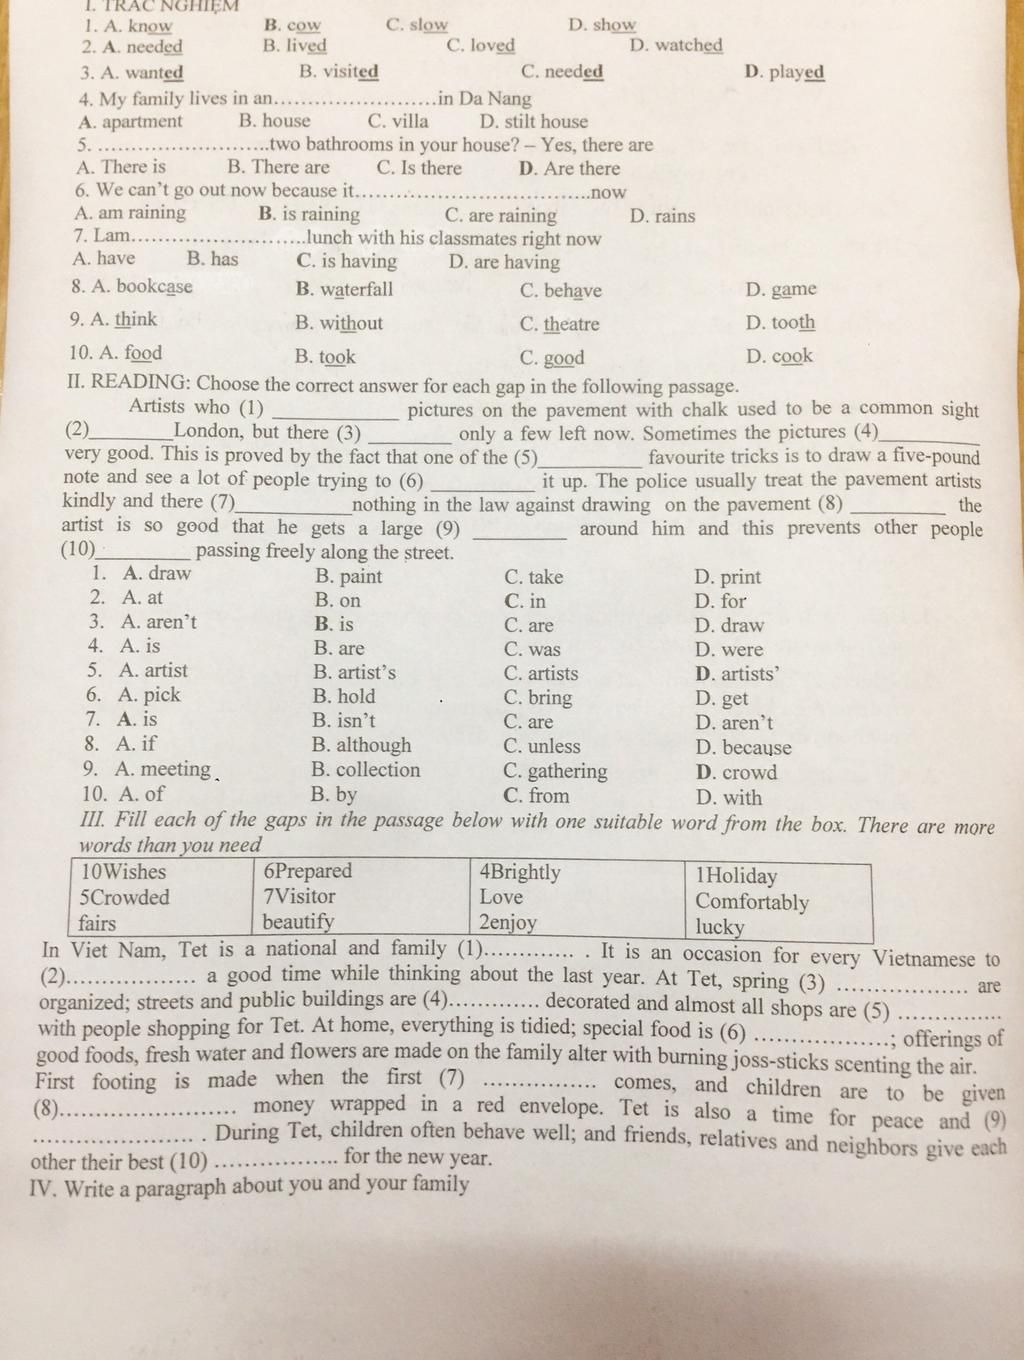 I. TRẮC NGHIỆM
1. A. know B. cow C. slow D. show
2. A. needed B. lived C. loved D. watched
3. A. wanted B. visited C. needed D. played
4. My family lives in an........................in Da Nang
A. apartment B. house C. villa D. stilt house
5. .........................two bathrooms in your house? – Yes, there are
A. There is B. There are C. Is there D. Are there
6. We can't go out now because it...................................now
A. am raining B. is raining C. are raining D. rains
7. Lam.........................lunch with his classmates right now
A. have B. has C. is having D. are having
8. A. bookcase B. waterfall C. behave D. game
9. A. think B. without C. theatre D. tooth
10. A. food B. took C. good D. cook
II. READING: Choose the correct answer for each gap in the following passage.
Artists who (1) ____________ pictures on the pavement with chalk used to be a common sight
(2)________London, but there (3) ________ only a few left now. Sometimes the pictures (4)__________
very good. This is proved by the fact that one of the (5)__________ favourite tricks is to draw a five-pound
note and see a lot of people trying to (6) __________ it up. The police usually treat the pavement artists
kindly and there (7)___________nothing in the law against drawing on the pavement (8) _________ the
artist is so good that he gets a large (9) _________ around him and this prevents other people
(10)_________ passing freely along the street.
1. A. draw B. paint C. take D. print
2. A. at B. on C. in D. for
3. A. aren't B. is C. are D. draw
4. A. is B. are C. was D. were
5. A. artist B. artist's C. artists D. artists'
6. A. pick B. hold C. bring D. get
7. A. is B. isn't C. are D. aren't
8. A. if B. although C. unless D. because
9. A. meeting B. collection C. gathering D. crowd
10. A. of B. by C. from D. with
III. Fill each of the gaps in the passage below with one suitable word from the box. There are more
words than you need
10Wishes 6Prepared 4Brightly 1Holiday
5Crowded 7Visitor Love Comfortably
fairs beautify 2enjoy lucky
In Viet Nam, Tet is a national and family (1)............. . It is an occasion for every Vietnamese to
(2)................... a good time while thinking about the last year. At Tet, spring (3) ................... are
organized; streets and public buildings are (4)............. decorated and almost all shops are (5) ...............
with people shopping for Tet. At home, everything is tidied; special food is (6) ...................; offerings of
good foods, fresh water and flowers are made on the family alter with burning joss-sticks scenting the air.
First footing is made when the first (7) ................ comes, and children are to be given
(8)......................... money wrapped in a red envelope. Tet is also a time for peace and (9)
....................... . During Tet, children often behave well; and friends, relatives and neighbors give each
other their best (10) .................. for the new year.
IV. Write a paragraph about you and your family